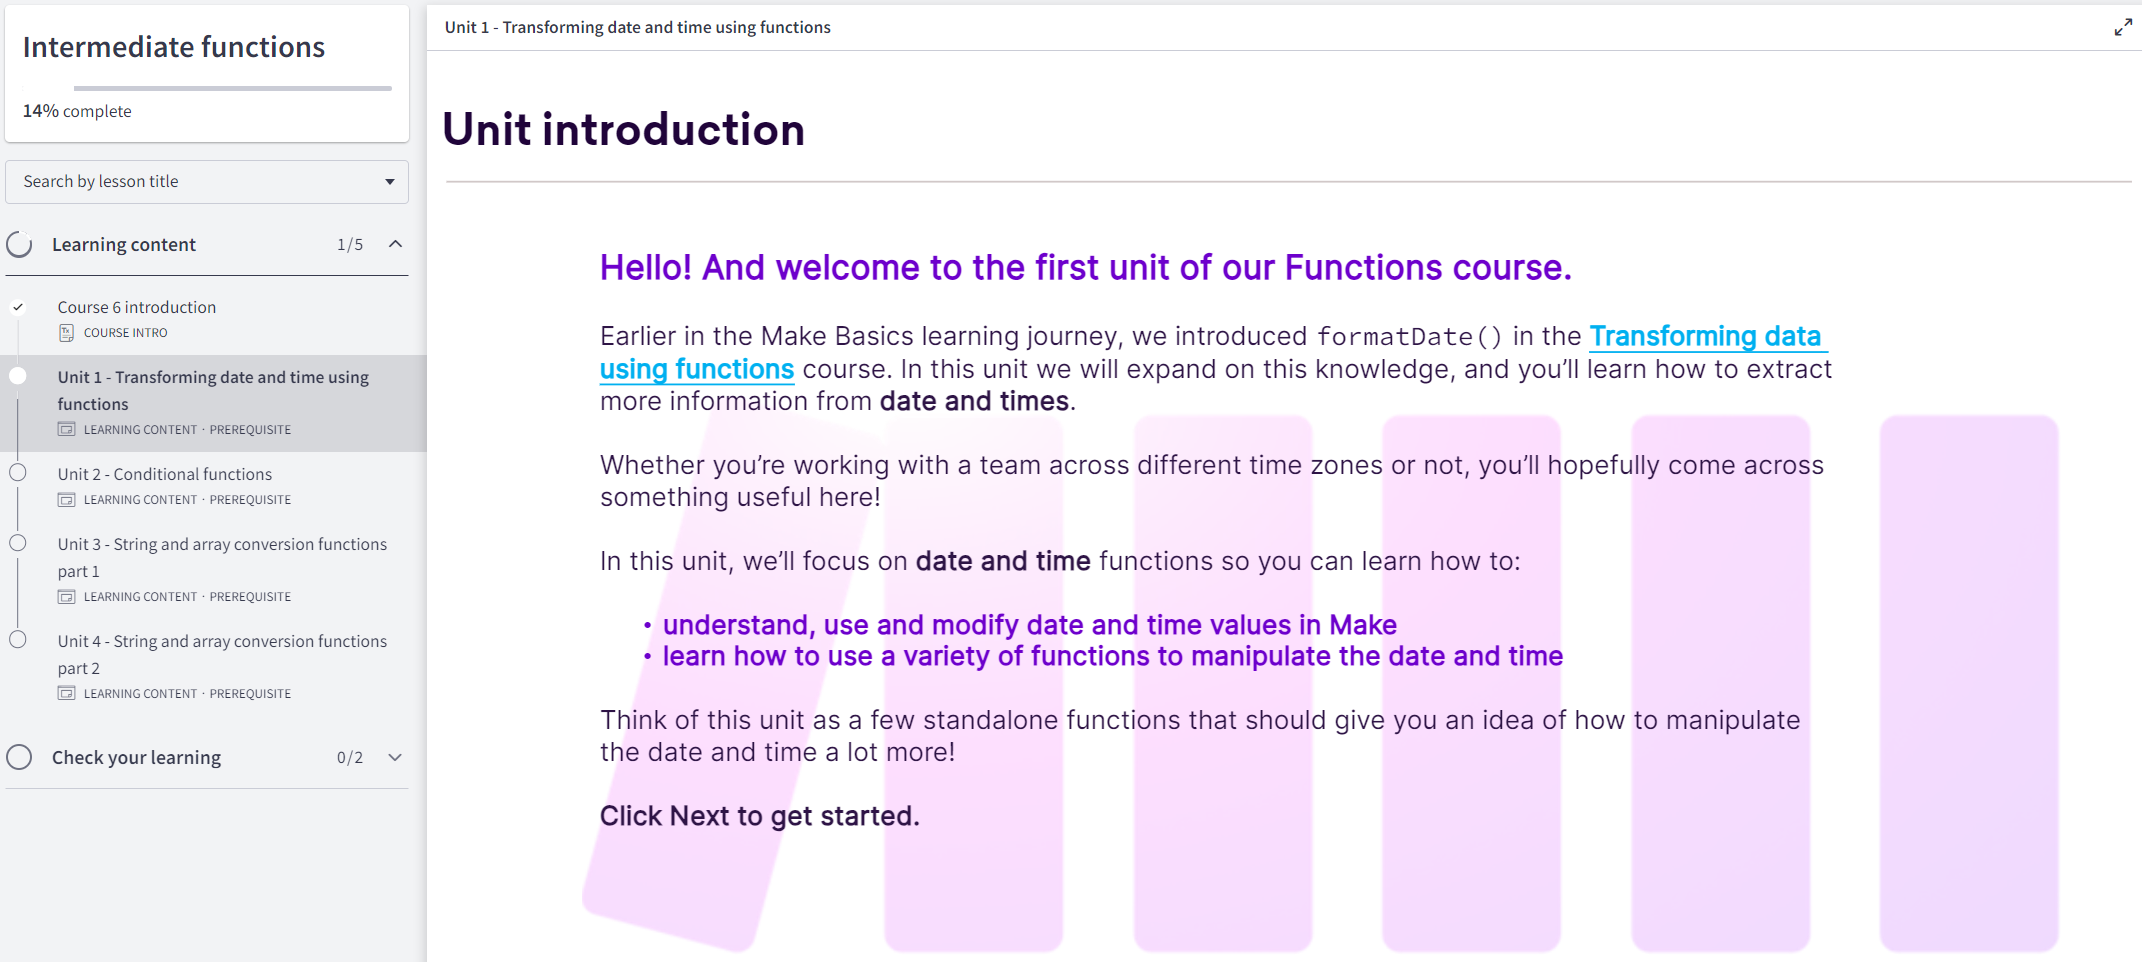 Intermediate functions
14% complete
Search by lesson title
Learning content 1/5
Course 6 introduction
COURSE INTRO
Unit 1 - Transforming date and time using
functions
LEARNING CONTENT · PREREQUISITE
Unit 2 - Conditional functions
LEARNING CONTENT · PREREQUISITE
Unit 3 - String and array conversion functions
part 1
LEARNING CONTENT · PREREQUISITE
Unit 4 - String and array conversion functions
part 2
LEARNING CONTENT · PREREQUISITE
Check your learning 0/2
Unit 1 - Transforming date and time using functions
Unit introduction
Hello! And welcome to the first unit of our Functions course.
Earlier in the Make Basics learning journey, we introduced formatDate() in the Transforming data
using functions course. In this unit we will expand on this knowledge, and you’ll learn how to extract
more information from date and times.
Whether you’re working with a team across different time zones or not, you’ll hopefully come across
something useful here!
In this unit, we’ll focus on date and time functions so you can learn how to:
• understand, use and modify date and time values in Make
• learn how to use a variety of functions to manipulate the date and time
Think of this unit as a few standalone functions that should give you an idea of how to manipulate
the date and time a lot more!
Click Next to get started.